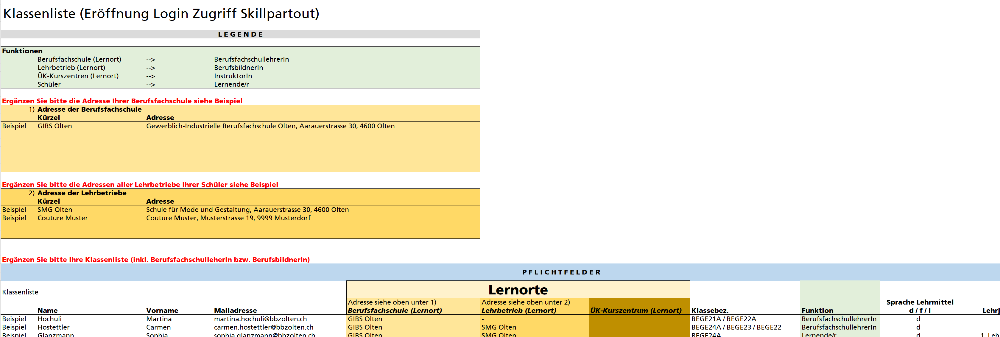 Klassenliste (Eröffnung Login Zugriff Skillpartout)
LEGENDE
Funktionen
Berufsfachschule (Lernort) --> BerufsfachschullehrerIn
Lehrbetrieb (Lernort) --> BerufsbildnerIn
ÜK-Kurszentren (Lernort) --> InstruktorIn
Schüler --> Lernende/r
Ergänzen Sie bitte die Adresse Ihrer Berufsfachschule siehe Beispiel
1) Adresse der Berufsfachschule
Kürzel Adresse
Beispiel GIBS Olten Gewerblich-Industrielle Berufsfachschule Olten, Aarauerstrasse 30, 4600 Olten
Ergänzen Sie bitte die Adressen aller Lehrbetriebe Ihrer Schüler siehe Beispiel
2) Adresse der Lehrbetriebe
Kürzel Adresse
Beispiel SMG Olten Schule für Mode und Gestaltung, Aarauerstrasse 30, 4600 Olten
Beispiel Couture Muster Couture Muster, Musterstrasse 19, 9999 Musterdorf
Ergänzen Sie bitte Ihre Klassenliste (inkl. BerufsfachschulleherIn bzw. BerufsbildnerIn)
PFLICHTFELDER
Klassenliste Lernorte
Adresse siehe oben unter 1) Adresse siehe oben unter 2) Sprache Lehrmittel
Name Vorname Mailadresse Berufsfachschule (Lernort) Lehrbetrieb (Lernort) ÜK-Kurszentrum (Lernort) Klassebez. Funktion d / f / i Lehrj
Beispiel Hochuli Martina martina.hochuli@bbzolten.ch GIBS Olten - BEGE21A / BEGE22A BerufsfachschullehrerIn d
Beispiel Hostettler Carmen carmen.hostettler@bbzolten.ch GIBS Olten SMG Olten BEGE24A / BEGE23 / BEGE22 BerufsfachschullehrerIn d
Beispiel Glanzmann Sophia sophia.glanzmann@bbzolten.ch GIBS Olten SMG Olten BEGE24A Lernende/r d 1. Leh